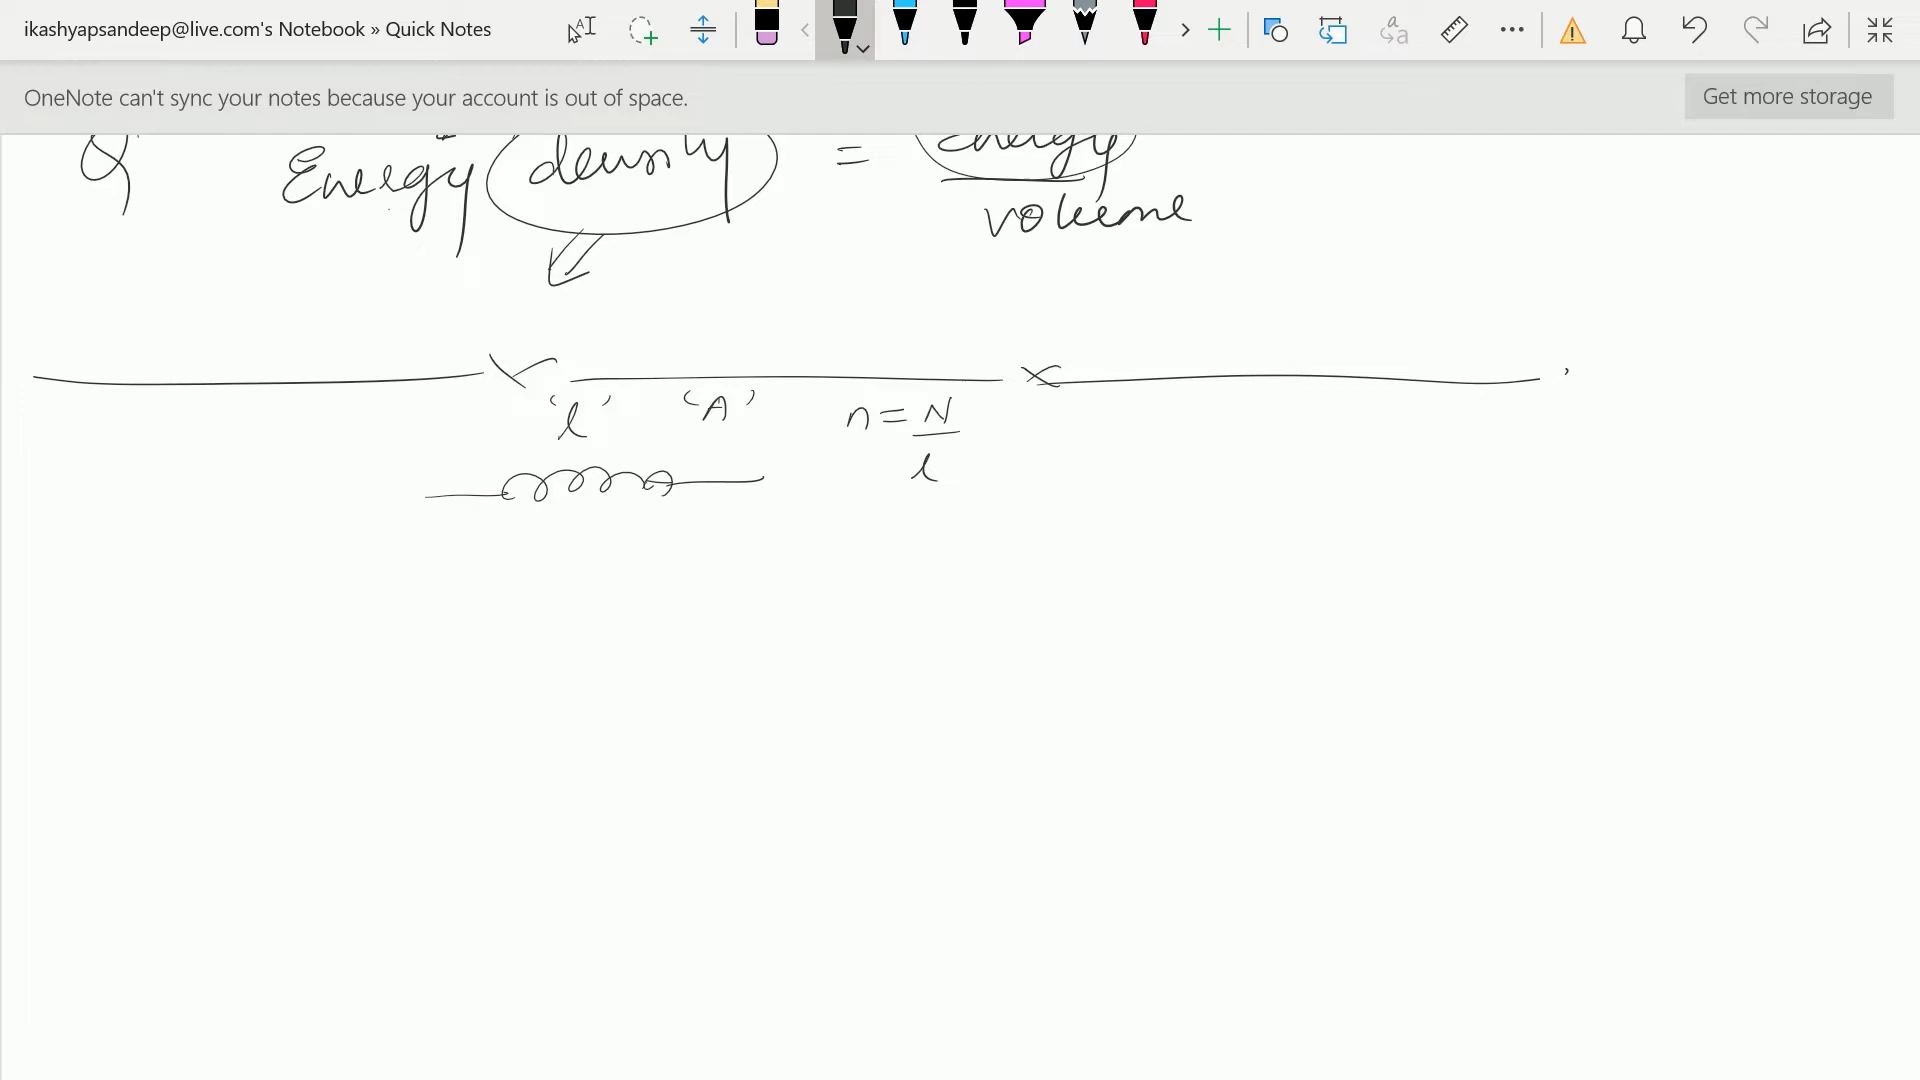 ikashyapsandeep@live.com's Notebook » Quick Notes
OneNote can't sync your notes because your account is out of space.
Get more storage
Q Energy density = Energy
volume
'l' 'A' n = N
l